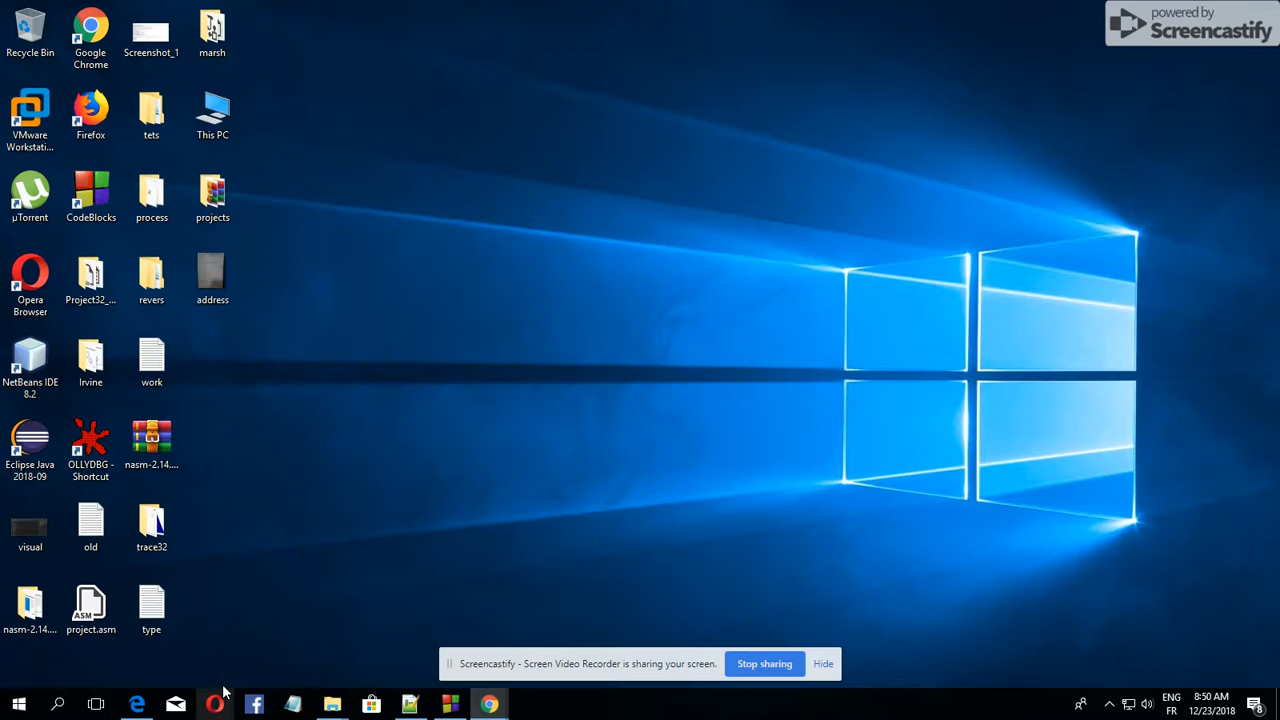 powered by
Screencastify
Recycle Bin
Google
Chrome
Screenshot_1
marsh
VMware
Workstati...
Firefox
tets
This PC
µTorrent
CodeBlocks
process
projects
Opera
Browser
Project32_...
revers
address
NetBeans IDE
8.2
Irvine
work
Eclipse Java
2018-09
OLLYDBG -
Shortcut
nasm-2.14....
visual
old
trace32
nasm-2.14....
ASM
project.asm
type
Screencastify - Screen Video Recorder is sharing your screen.
Stop sharing
Hide
ENG
FR
8:50 AM
12/23/2018
8